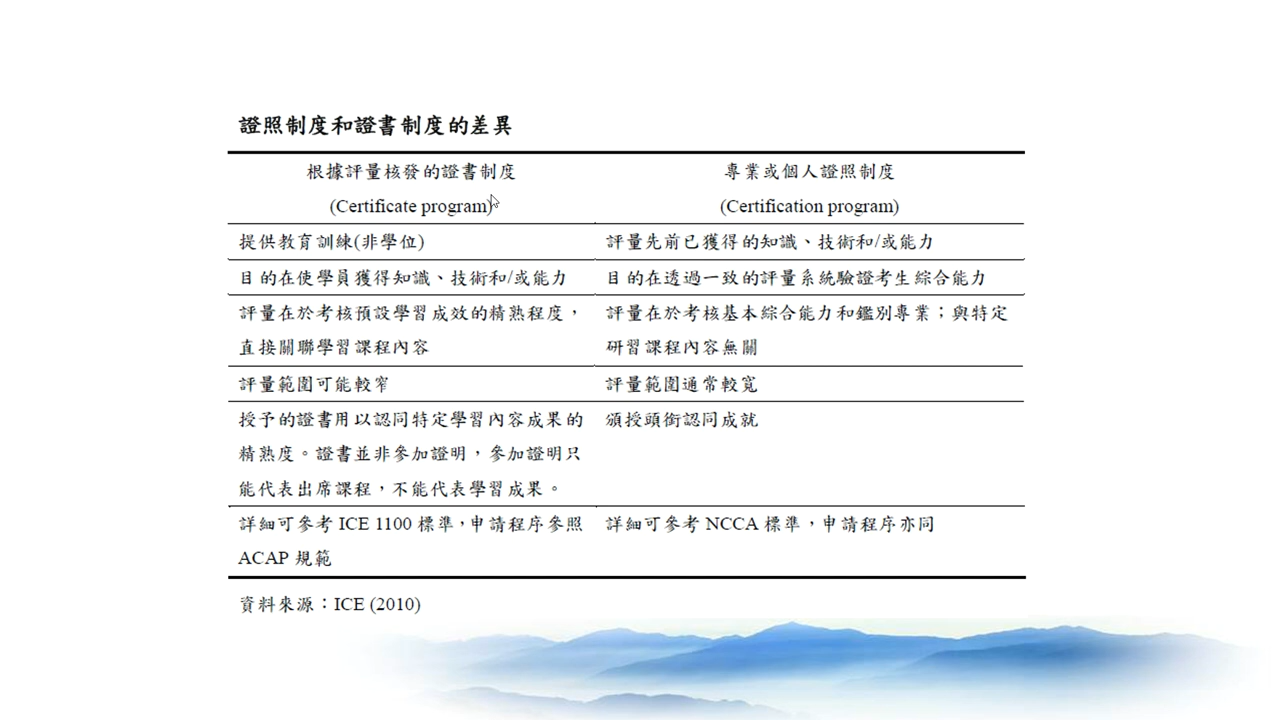 證照制度和證書制度的差異
根據評量核發的證書制度
(Certificate program)
專業或個人證照制度
(Certification program)
提供教育訓練(非學位)
評量先前已獲得的知識、技術和/或能力
目的在使學員獲得知識、技術和/或能力
目的在透過一致的評量系統驗證考生綜合能力
評量在於考核預設學習成效的精熟程度，
直接關聯學習課程內容
評量在於考核基本綜合能力和鑑別專業；與特定
研習課程內容無關
評量範圍可能較窄
評量範圍通常較寬
授予的證書用以認同特定學習內容成果的
精熟度。證書並非參加證明，參加證明只
能代表出席課程，不能代表學習成果。
頒授頭銜認同成就
詳細可參考 ICE 1100 標準，申請程序參照
ACAP 規範
詳細可參考 NCCA 標準，申請程序亦同
資料來源：ICE (2010)